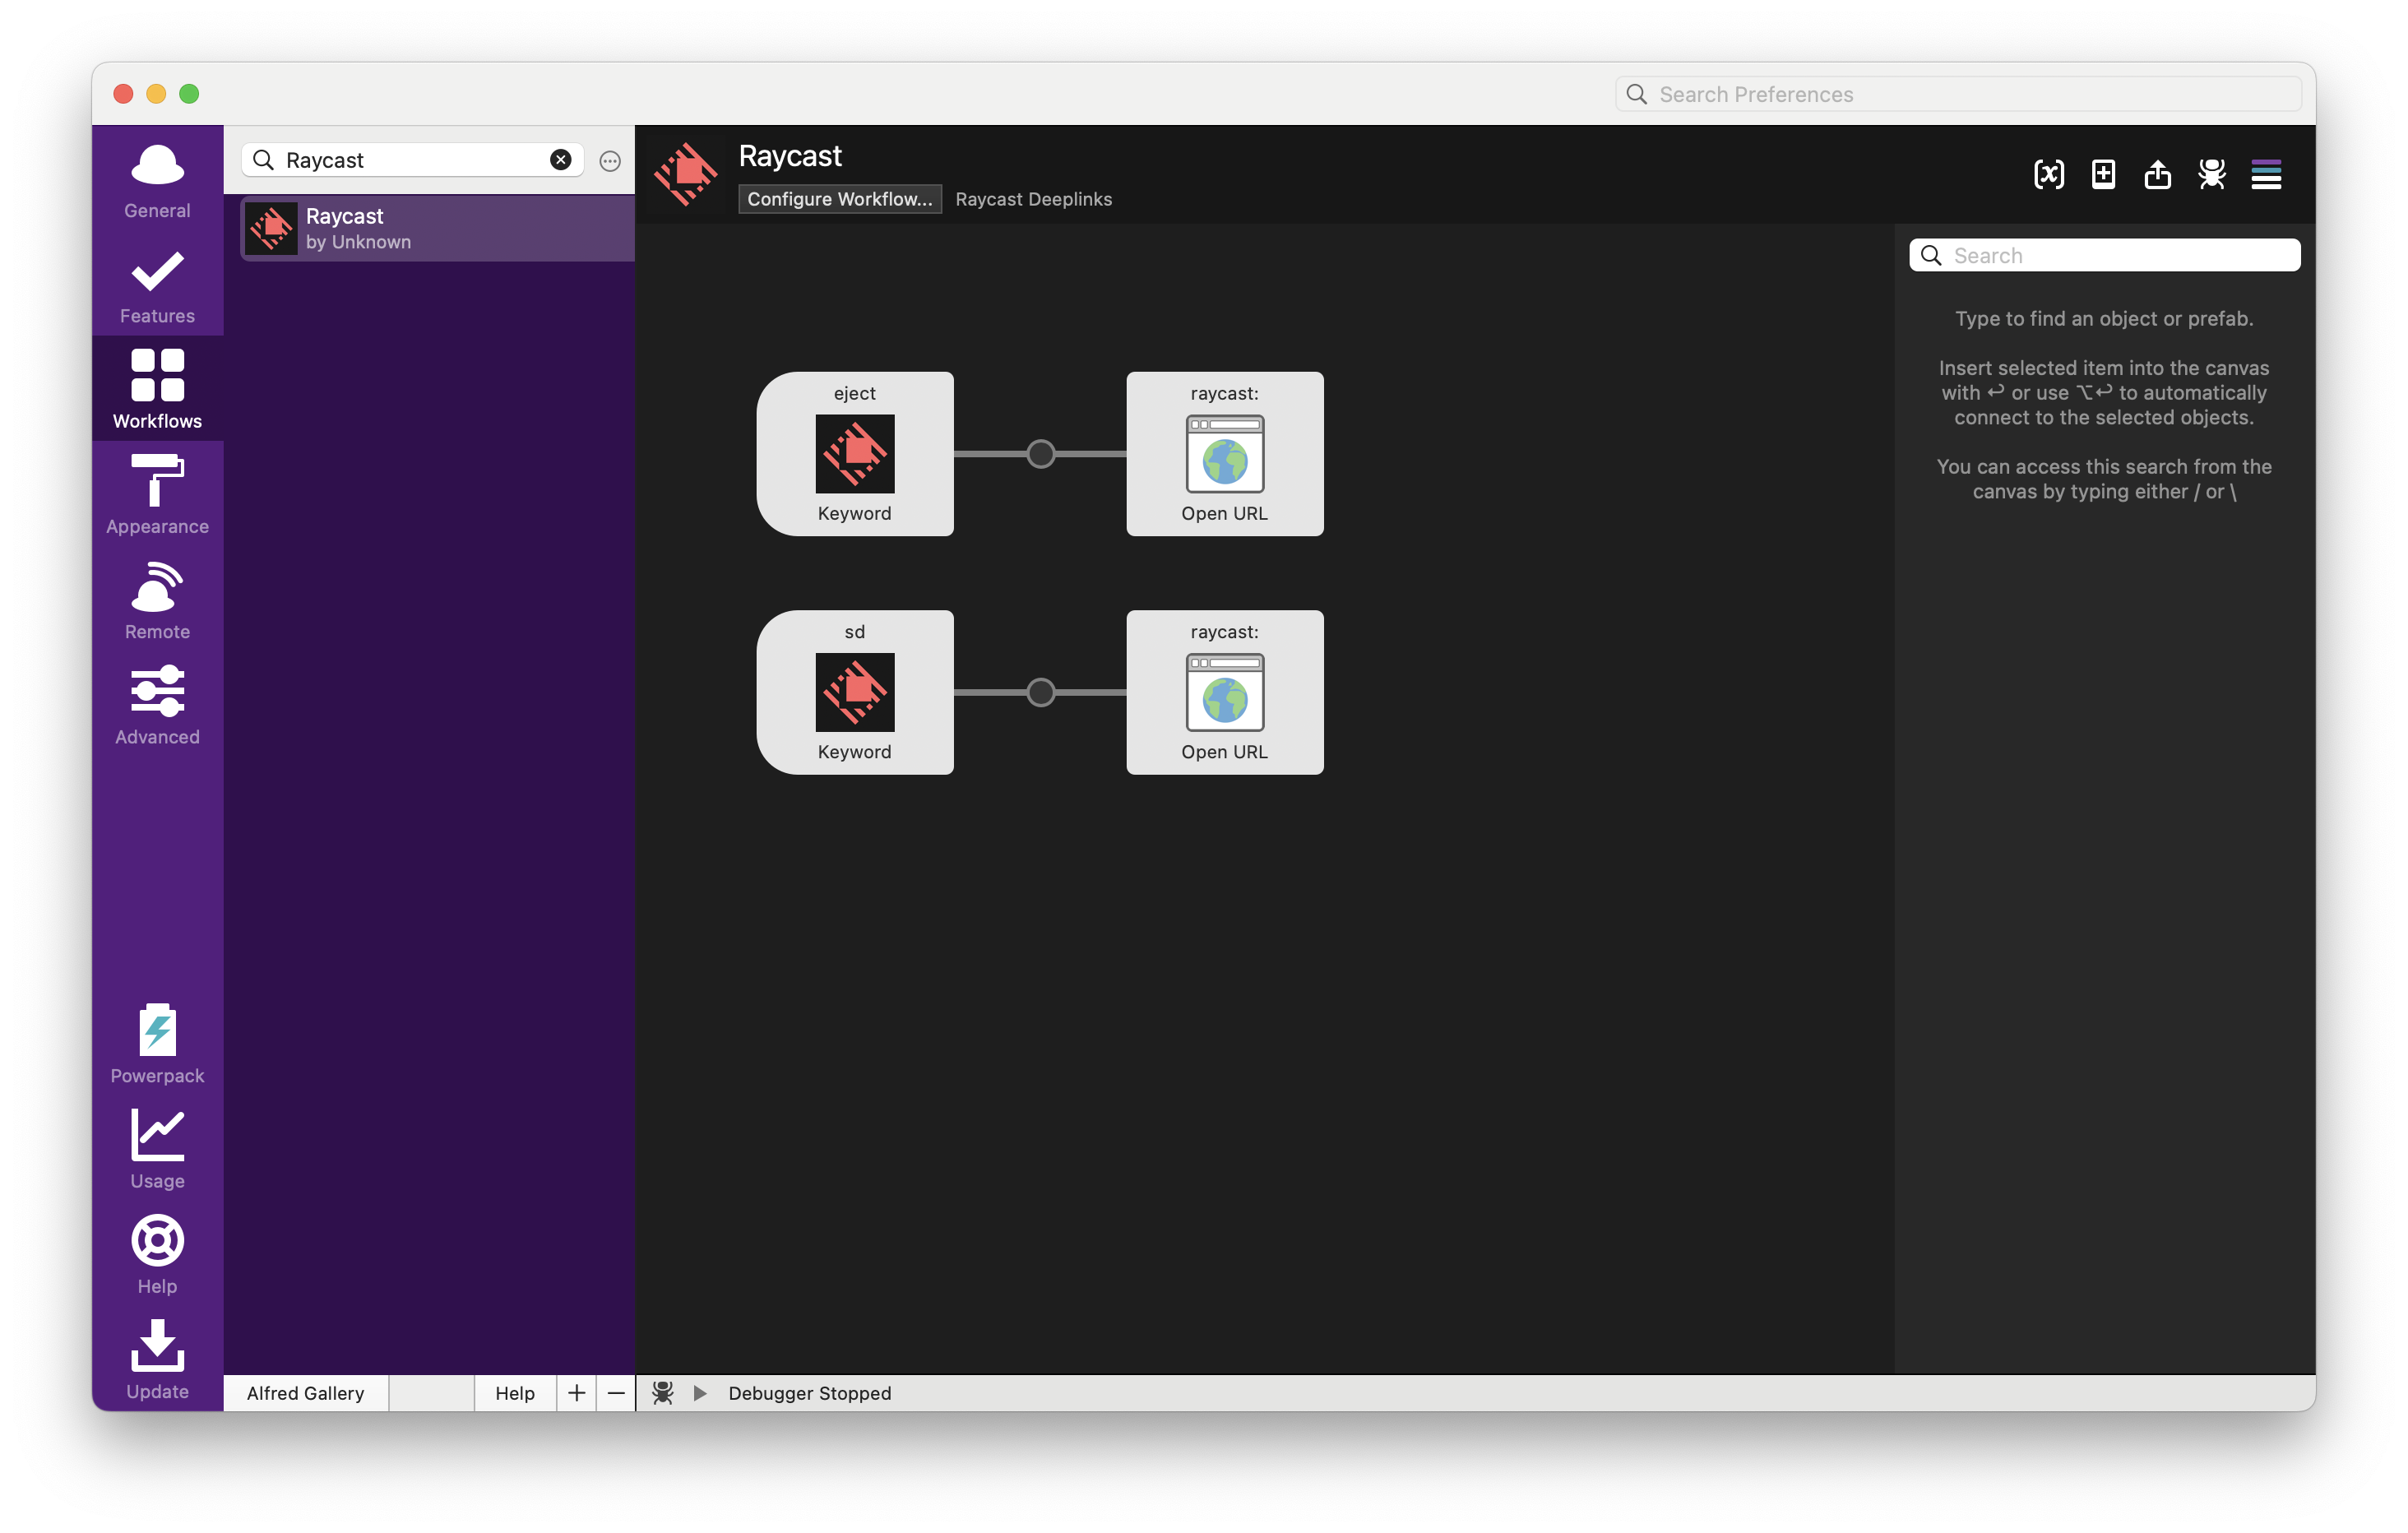 Search Preferences
General
Features
Workflows
Appearance
Remote
Advanced
Powerpack
Usage
Help
Update
Raycast
Raycast
by Unknown
Alfred Gallery
Help
Raycast
Configure Workflow...
Raycast Deeplinks
eject
Keyword
raycast:
Open URL
sd
Keyword
raycast:
Open URL
Search
Type to find an object or prefab.
Insert selected item into the canvas
with ↩ or use ⌥↩ to automatically
connect to the selected objects.
You can access this search from the
canvas by typing either / or \
Debugger Stopped